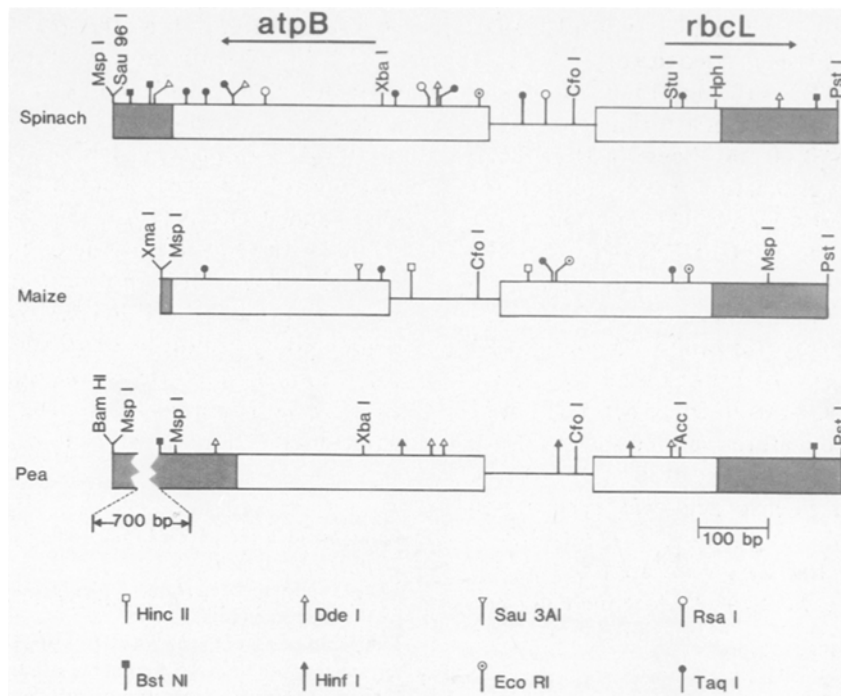 atpB
rbcL
Msp I
Sau 96 I
Xba I
Cfo I
Stu I
Hph I
Pst I
Spinach
Xma I
Msp I
Cfo I
Msp I
Pst I
Maize
Bam HI
Msp I
Msp I
Xba I
Cfo I
Acc I
Pst I
Pea
700 bp
100 bp
Hinc II
Dde I
Sau 3AI
Rsa I
Bst NI
Hinf I
Eco RI
Taq I